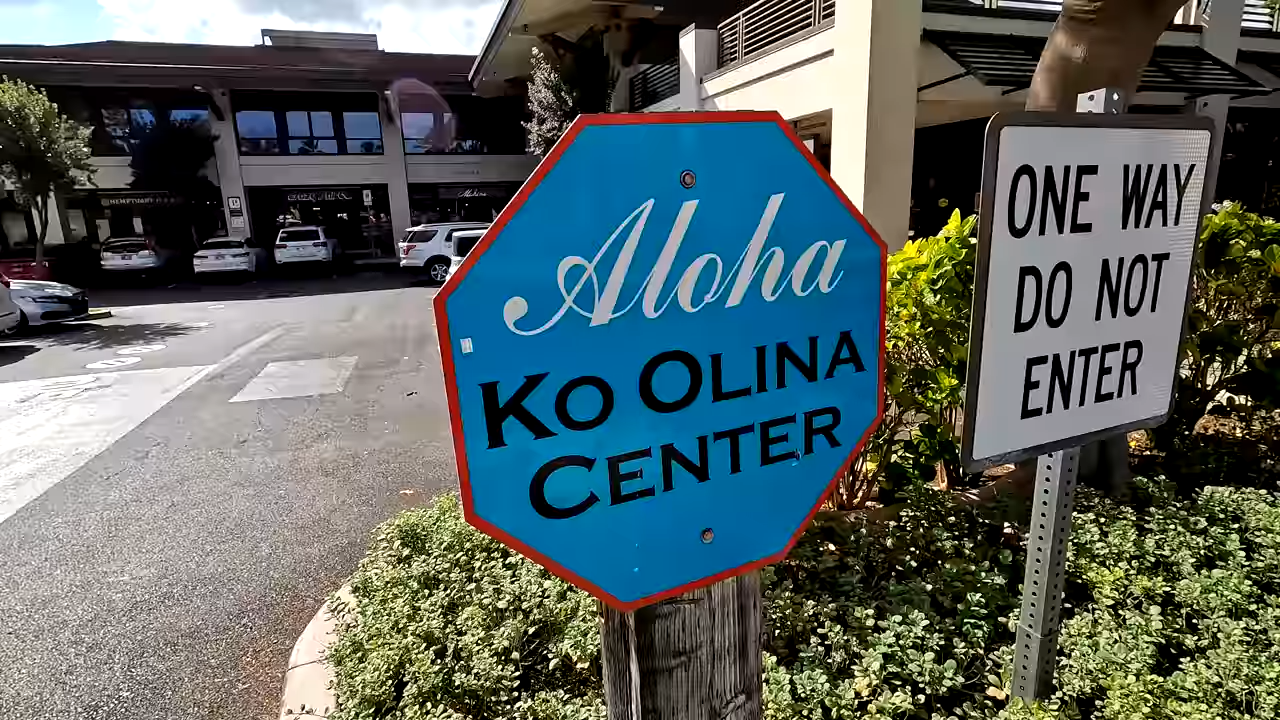 Aloha
KO OLINA
CENTER
ONE WAY
DO NOT
ENTER